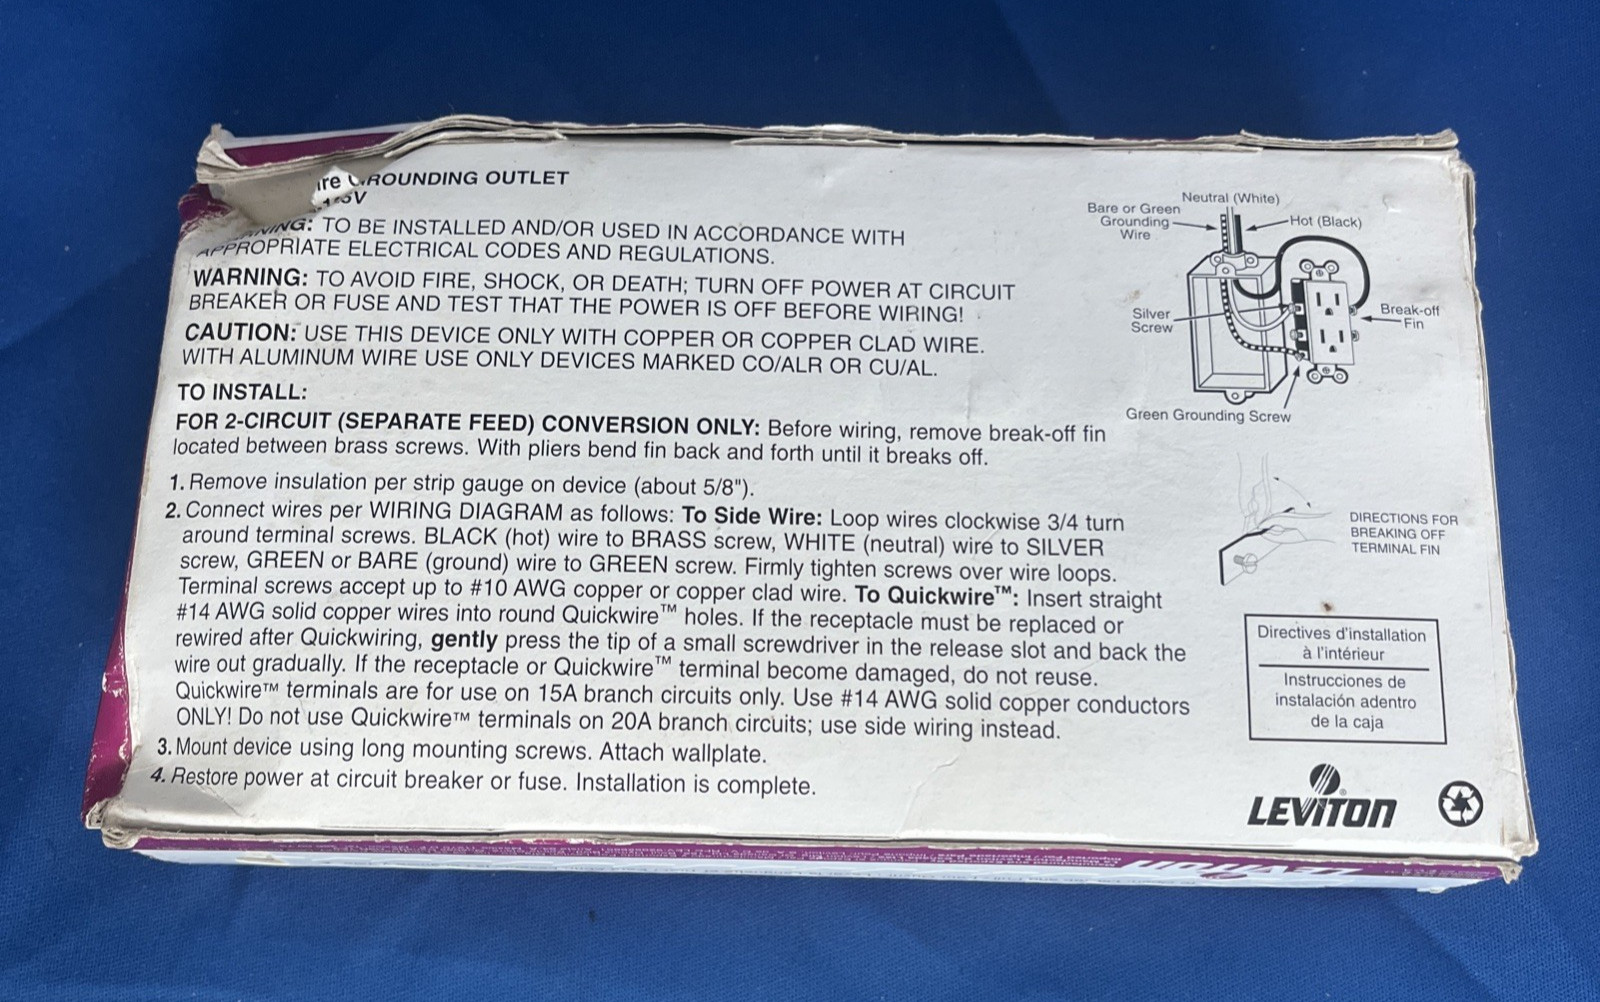 ire GROUNDING OUTLET
WARNING: TO BE INSTALLED AND/OR USED IN ACCORDANCE WITH
APPROPRIATE ELECTRICAL CODES AND REGULATIONS.
WARNING: TO AVOID FIRE, SHOCK, OR DEATH; TURN OFF POWER AT CIRCUIT
BREAKER OR FUSE AND TEST THAT THE POWER IS OFF BEFORE WIRING!
CAUTION: USE THIS DEVICE ONLY WITH COPPER OR COPPER CLAD WIRE.
WITH ALUMINUM WIRE USE ONLY DEVICES MARKED CO/ALR OR CU/AL.
TO INSTALL:
FOR 2-CIRCUIT (SEPARATE FEED) CONVERSION ONLY: Before wiring, remove break-off fin
located between brass screws. With pliers bend fin back and forth until it breaks off.
1. Remove insulation per strip gauge on device (about 5/8").
2. Connect wires per WIRING DIAGRAM as follows: To Side Wire: Loop wires clockwise 3/4 turn
around terminal screws. BLACK (hot) wire to BRASS screw, WHITE (neutral) wire to SILVER
screw, GREEN or BARE (ground) wire to GREEN screw. Firmly tighten screws over wire loops.
Terminal screws accept up to #10 AWG copper or copper clad wire. To Quickwire™: Insert straight
#14 AWG solid copper wires into round Quickwire™ holes. If the receptacle must be replaced or
rewired after Quickwiring, gently press the tip of a small screwdriver in the release slot and back the
wire out gradually. If the receptacle or Quickwire™ terminal become damaged, do not reuse.
Quickwire™ terminals are for use on 15A branch circuits only. Use #14 AWG solid copper conductors
ONLY! Do not use Quickwire™ terminals on 20A branch circuits; use side wiring instead.
3. Mount device using long mounting screws. Attach wallplate.
4. Restore power at circuit breaker or fuse. Installation is complete.
Neutral (White)
Bare or Green
Grounding
Wire
Hot (Black)
Silver
Screw
Break-off
Fin
Green Grounding Screw
DIRECTIONS FOR
BREAKING OFF
TERMINAL FIN
Directives d'installation
à l'intérieur
Instrucciones de
instalación adentro
de la caja
LEVITON
LEVITON